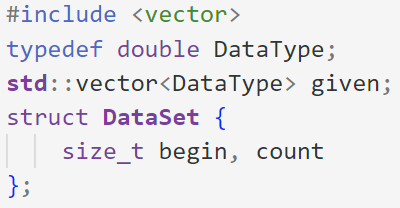 #include <vector>
typedef double DataType;
std::vector<DataType> given;
struct DataSet {
    size_t begin, count
};